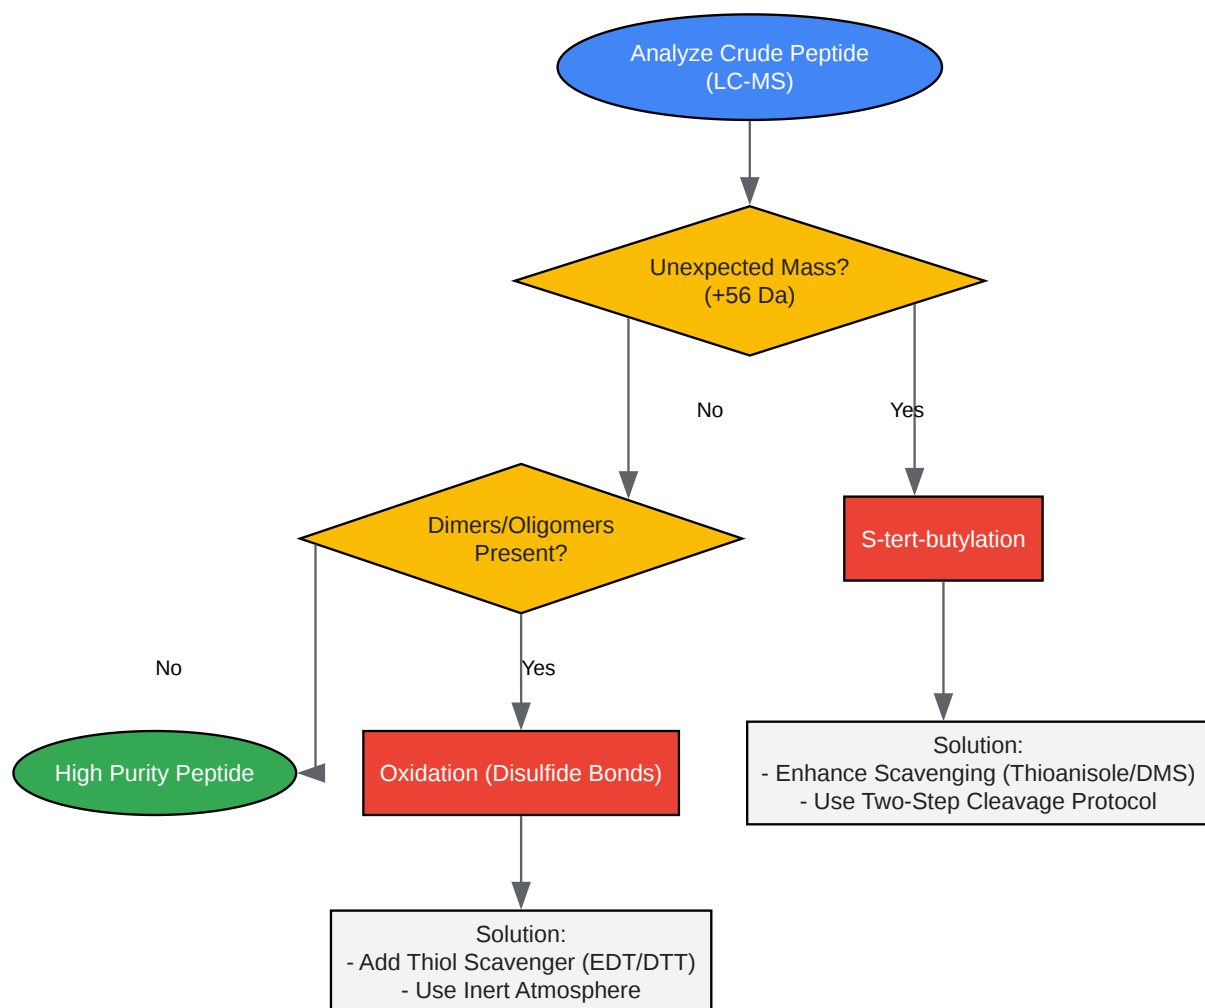 Analyze Crude Peptide
(LC-MS)
Unexpected Mass?
(+56 Da)
No
Yes
Dimers/Oligomers
Present?
S-tert-butylation
No
Yes
High Purity Peptide
Oxidation (Disulfide Bonds)
Solution:
- Enhance Scavenging (Thioanisole/DMS)
- Use Two-Step Cleavage Protocol
Solution:
- Add Thiol Scavenger (EDT/DTT)
- Use Inert Atmosphere